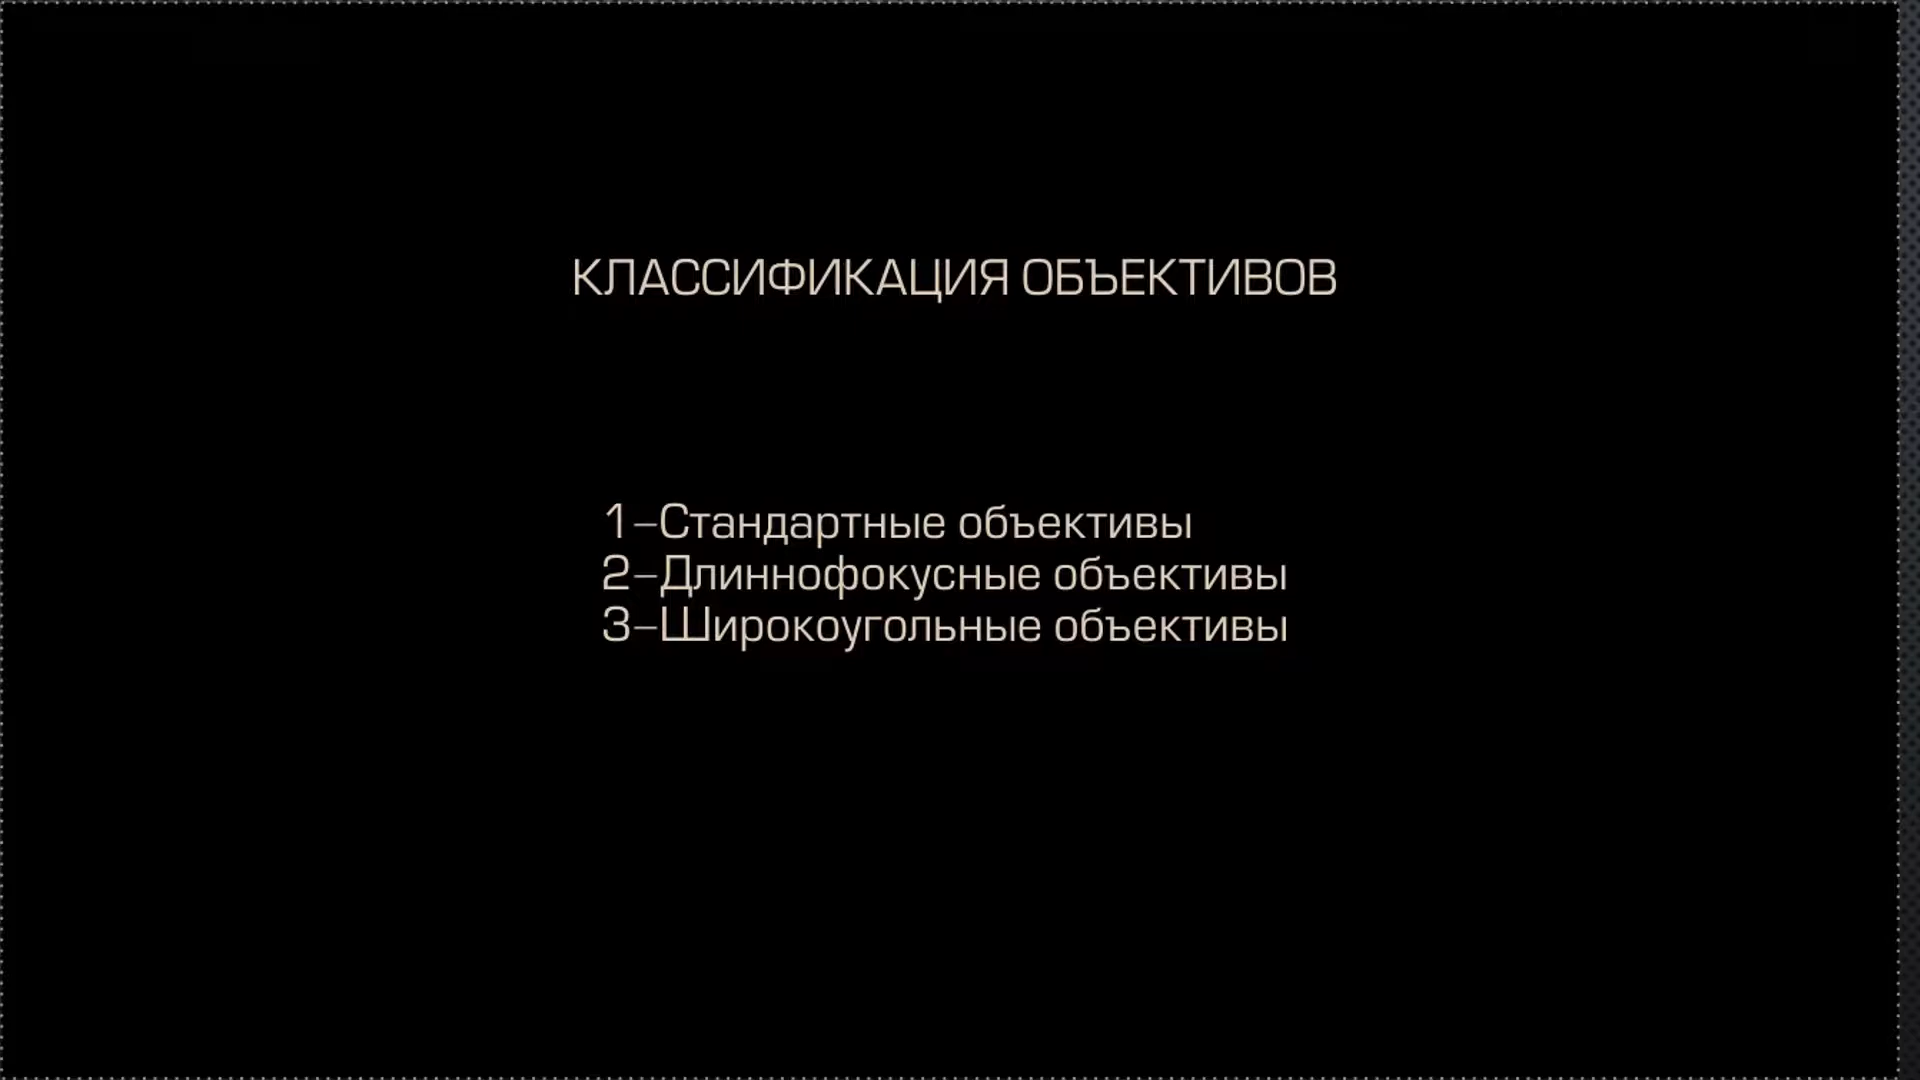 КЛАССИФИКАЦИЯ ОБЪЕКТИВОВ
1–Стандартные объективы
2–Длиннофокусные объективы
3–Широкоугольные объективы